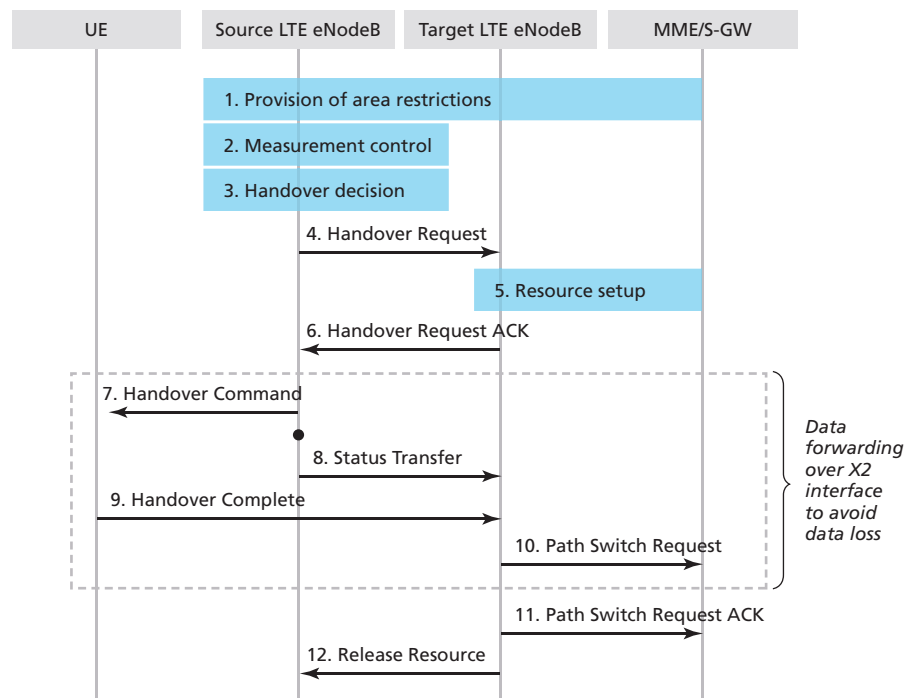 UE
Source LTE eNodeB
Target LTE eNodeB
MME/S-GW
1. Provision of area restrictions
2. Measurement control
3. Handover decision
4. Handover Request
5. Resource setup
6. Handover Request ACK
7. Handover Command
8. Status Transfer
9. Handover Complete
10. Path Switch Request
Data
forwarding
over X2
interface
to avoid
data loss
11. Path Switch Request ACK
12. Release Resource